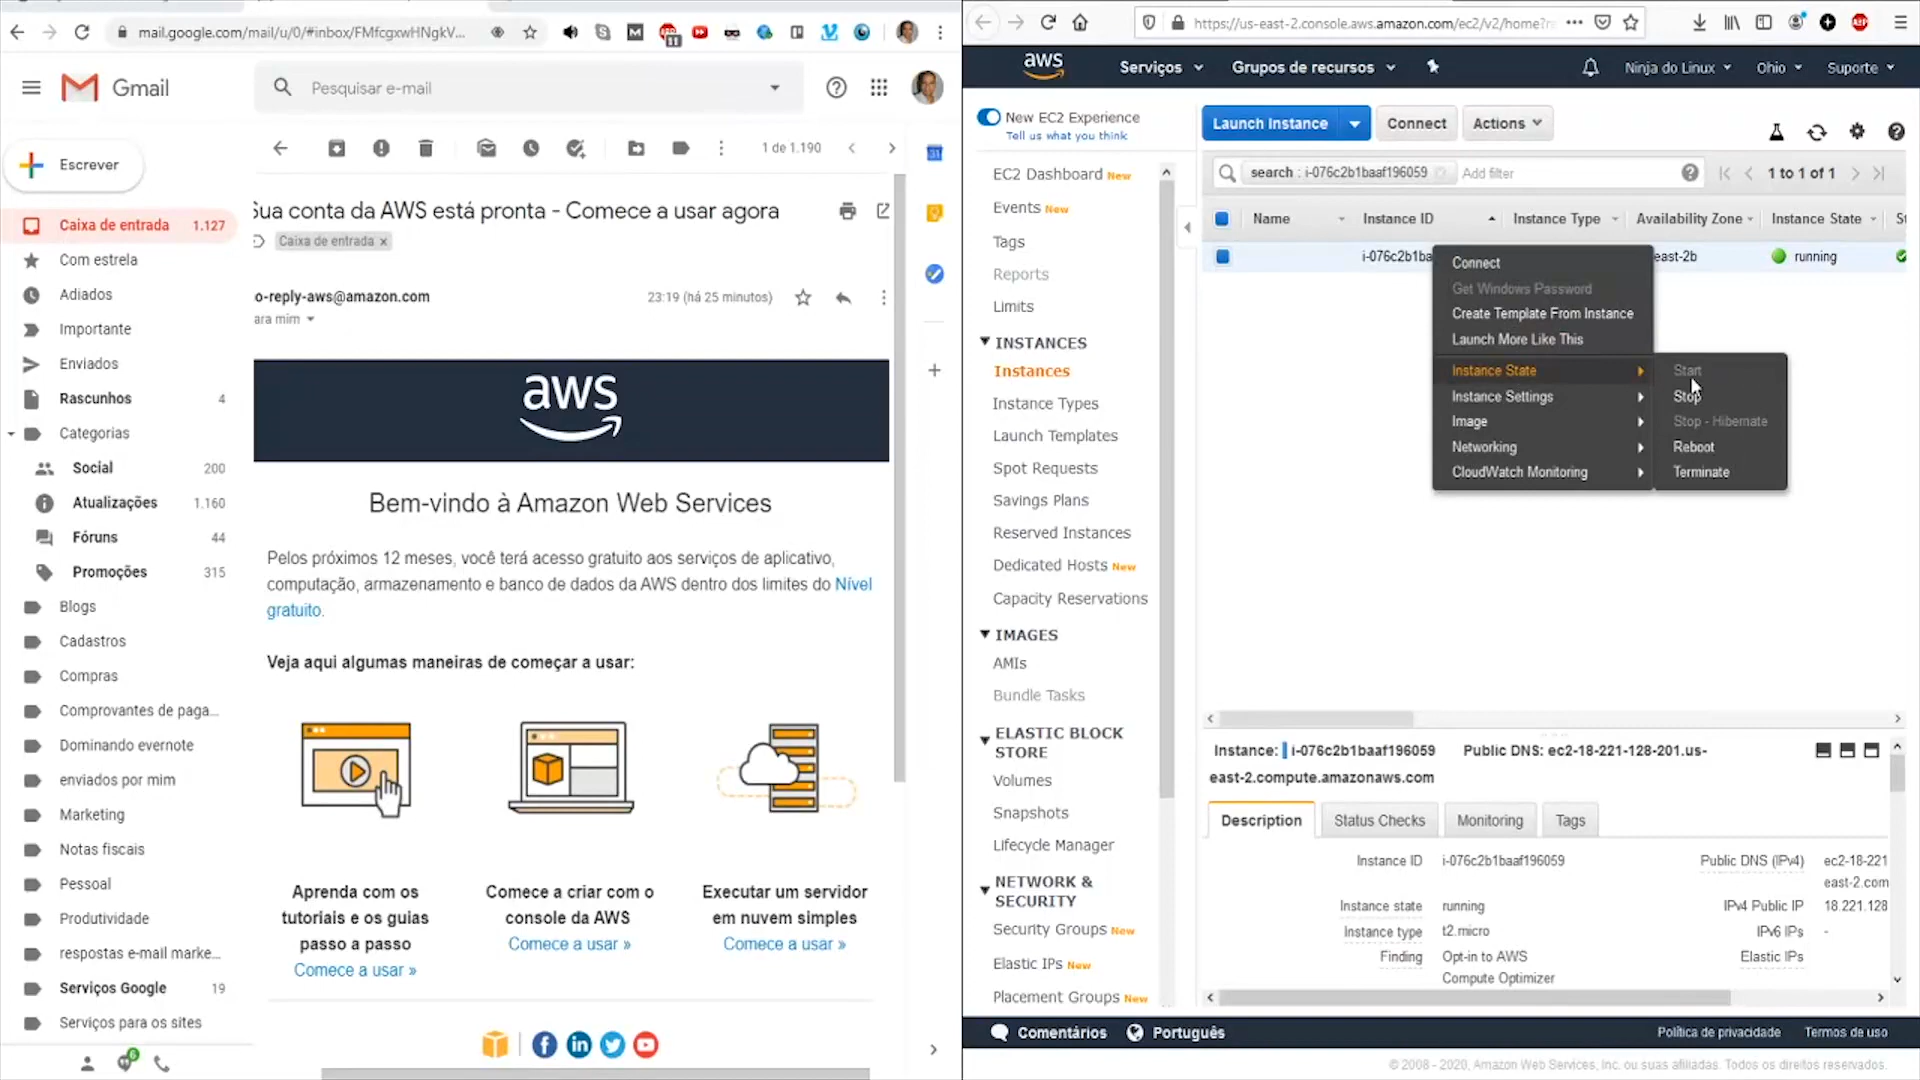 mail.google.com/mail/u/0/#inbox/FMfcgxwHNgkV...
11
Gmail
Pesquisar e-mail
Escrever
1 de 1.190
Caixa de entrada 1.127
Com estrela
Adiados
Importante
Enviados
Rascunhos 4
Categorias
Social 200
Atualizações 1.160
Fóruns 44
Promoções 315
Blogs
Cadastros
Compras
Comprovantes de paga...
Dominando evernote
enviados por mim
Marketing
Notas fiscais
Pessoal
Produtividade
respostas e-mail marke...
Serviços Google 19
Serviços para os sites
6
Sua conta da AWS está pronta - Comece a usar agora
Caixa de entrada x
o-reply-aws@amazon.com
23:19 (há 25 minutos)
ara mim
31
aws
Bem-vindo à Amazon Web Services
Pelos próximos 12 meses, você terá acesso gratuito aos serviços de aplicativo,
computação, armazenamento e banco de dados da AWS dentro dos limites do Nível
gratuito.
Veja aqui algumas maneiras de começar a usar:
Aprenda com os
tutoriais e os guias
passo a passo
Comece a usar »
Comece a criar com o
console da AWS
Comece a usar »
Executar um servidor
em nuvem simples
Comece a usar »
https://us-east-2.console.aws.amazon.com/ec2/v2/home?r
aws
Serviços
Grupos de recursos
Ninja do Linux
Ohio
Suporte
New EC2 Experience
Tell us what you think
EC2 Dashboard New
Events New
Tags
Reports
Limits
INSTANCES
Instances
Instance Types
Launch Templates
Spot Requests
Savings Plans
Reserved Instances
Dedicated Hosts New
Capacity Reservations
IMAGES
AMIs
Bundle Tasks
ELASTIC BLOCK
STORE
Volumes
Snapshots
Lifecycle Manager
NETWORK &
SECURITY
Security Groups New
Elastic IPs New
Placement Groups New
Launch Instance
Connect
Actions
search : i-076c2b1baaf196059
Add filter
1 to 1 of 1
Name
Instance ID
Instance Type
Availability Zone
Instance State
St
i-076c2b1ba
east-2b
running
Connect
Get Windows Password
Create Template From Instance
Launch More Like This
Instance State
Instance Settings
Image
Networking
CloudWatch Monitoring
Start
Stop
Stop - Hibernate
Reboot
Terminate
Instance: i-076c2b1baaf196059 Public DNS: ec2-18-221-128-201.us-
east-2.compute.amazonaws.com
Description
Status Checks
Monitoring
Tags
Instance ID i-076c2b1baaf196059
Instance state running
Instance type t2.micro
Finding Opt-in to AWS
Compute Optimizer
Public DNS (IPv4) ec2-18-221
east-2.com
IPv4 Public IP 18.221.128
IPv6 IPs -
Elastic IPs
Comentários
Português
Política de privacidade
Termos de uso
© 2008 - 2020, Amazon Web Services, Inc. ou suas afiliadas. Todos os direitos reservados.